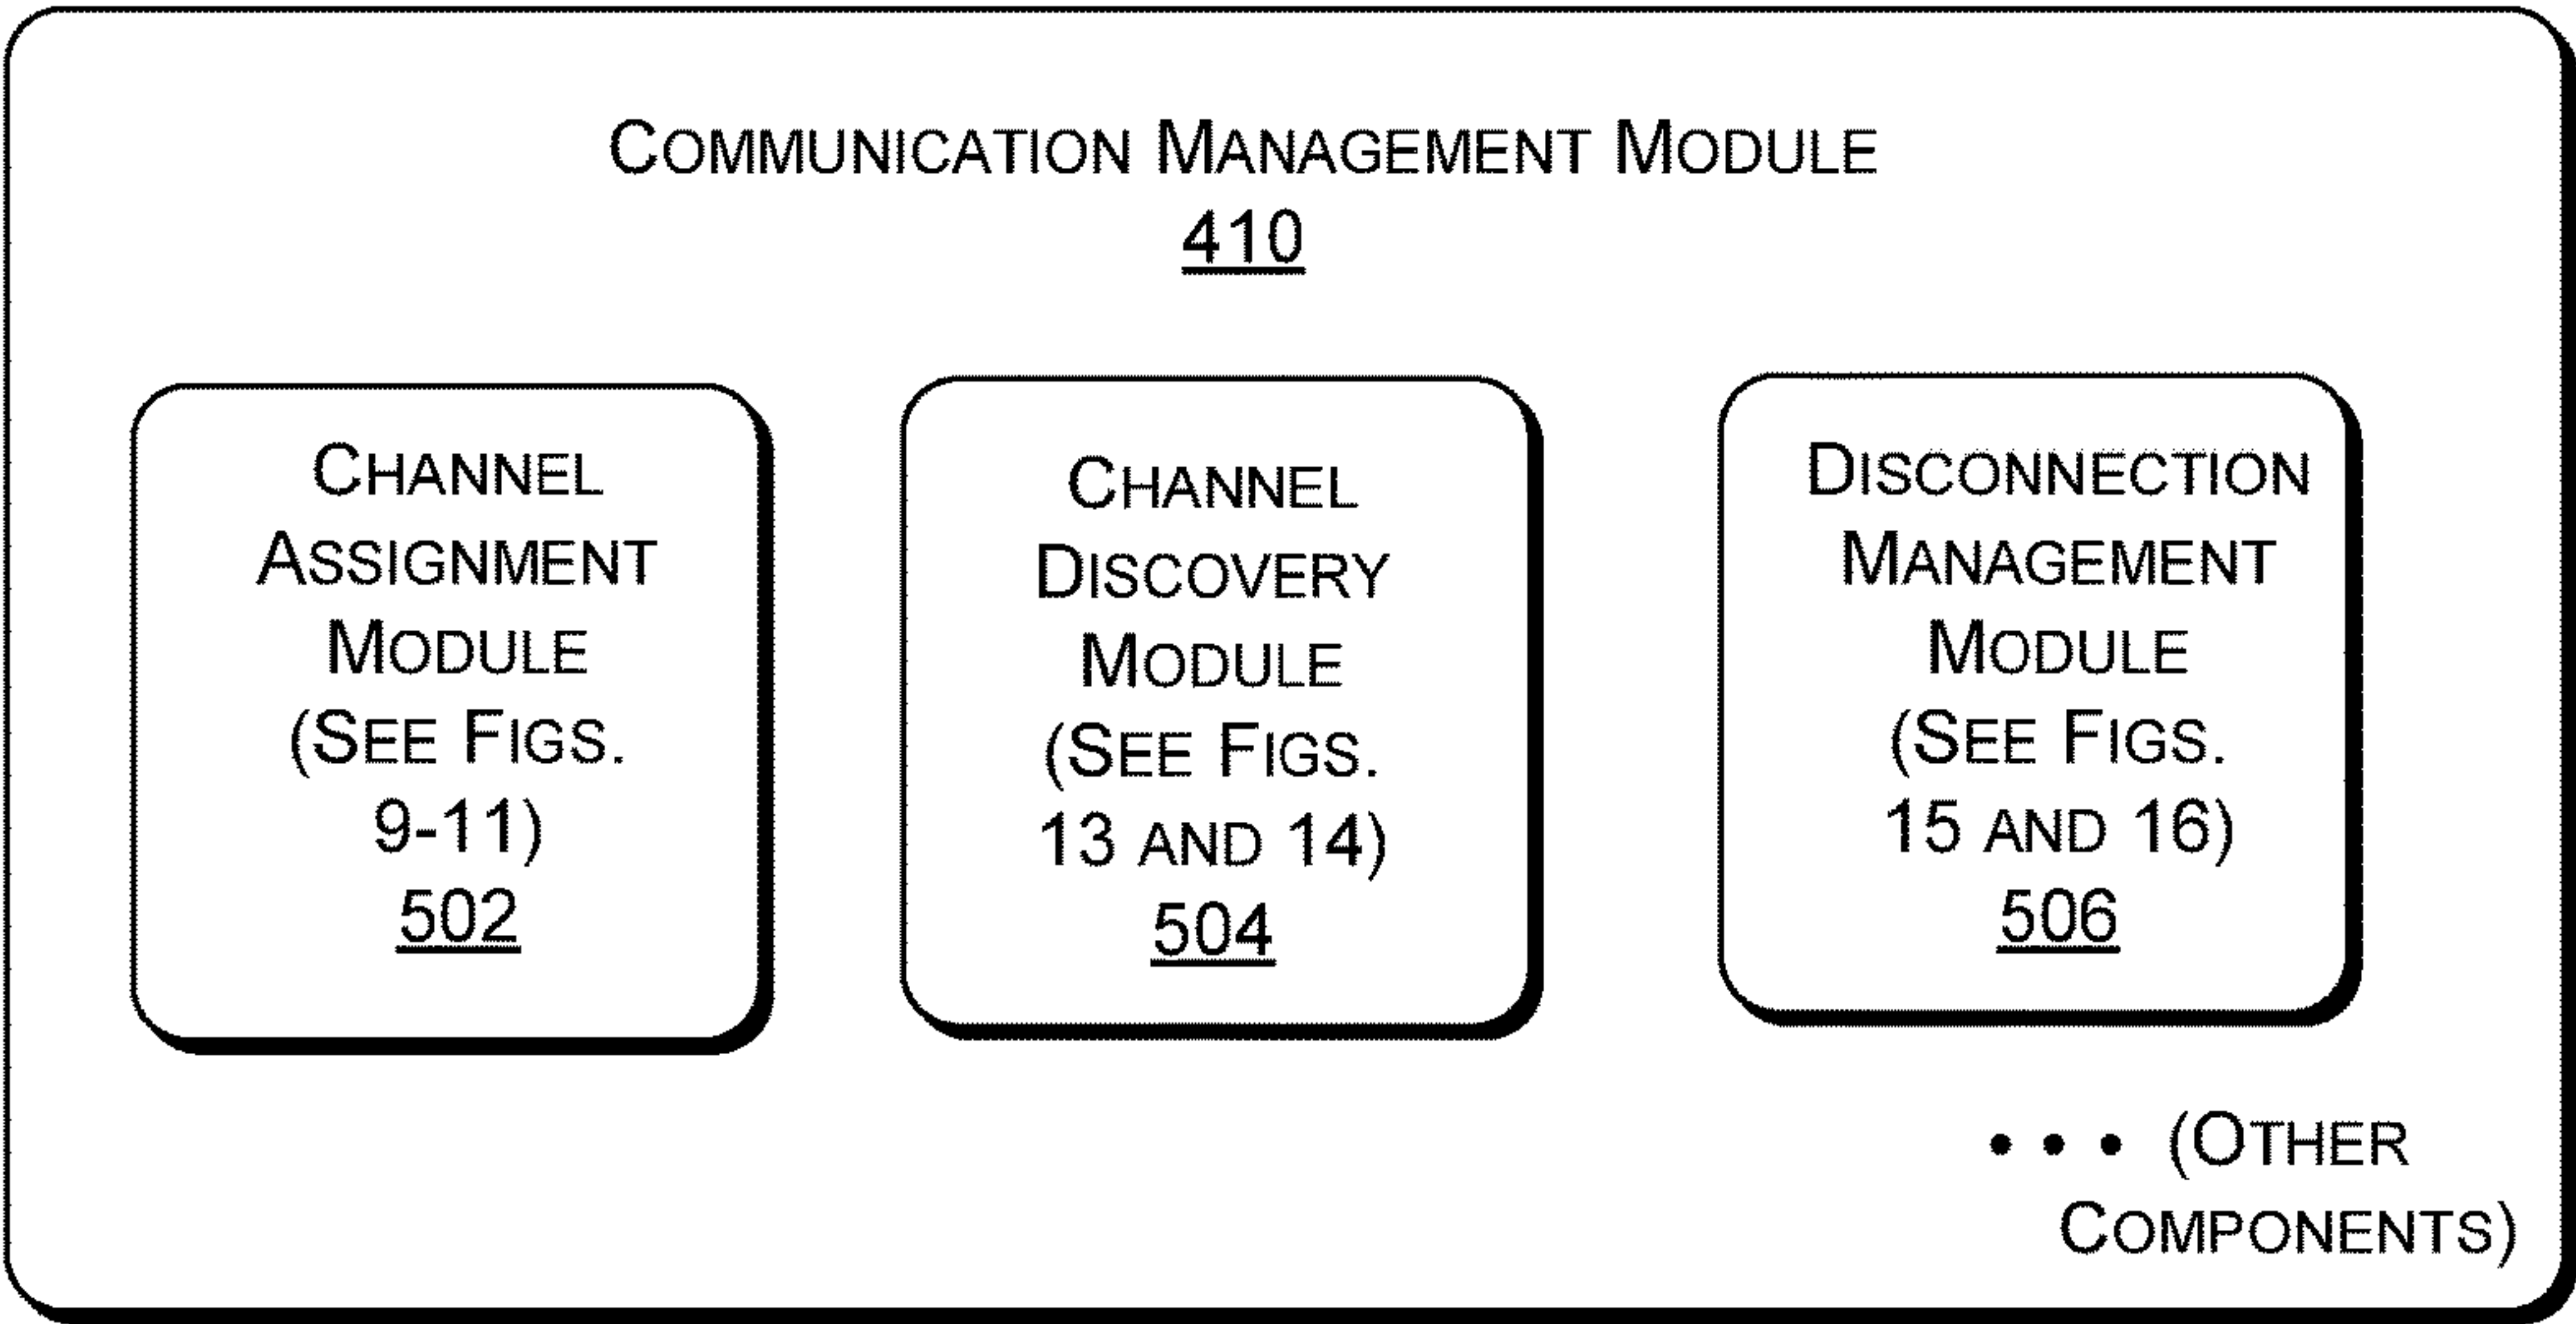 COMMUNICATION MANAGEMENT MODULE
410
CHANNEL
ASSIGNMENT
MODULE
(SEE FIGS.
9-11)
502
CHANNEL
DISCOVERY
MODULE
(SEE FIGS.
13 AND 14)
504
DISCONNECTION
MANAGEMENT
MODULE
(SEE FIGS.
15 AND 16)
506
• • • (OTHER
COMPONENTS)